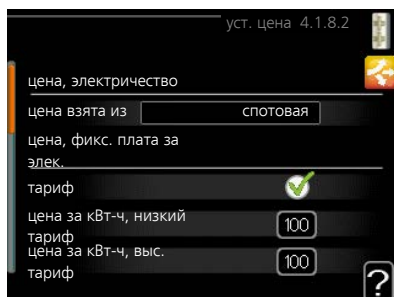 уст. цена 4.1.8.2
цена, электричество
цена взята из спотовая
цена, фикс. плата за
элек.
тариф
цена за кВт-ч, низкий 100
тариф
цена за кВт-ч, выс. 100
тариф
?